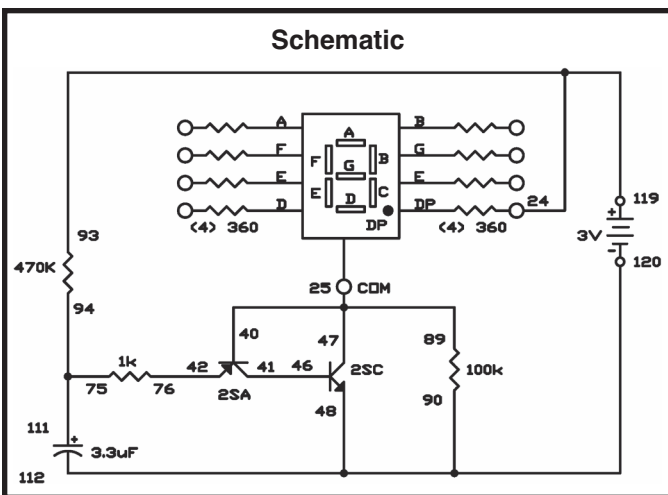 Schematic
A
B
F
G
E
E
D
DP
24
(4) 360
(4) 360
A
F
B
G
E
C
D
DP
119
3V
+
-
120
93
470K
94
25
COM
40
47
89
1k
42
41
46
2SC
100k
75
76
2SA
48
90
111
+
3.3uF
112